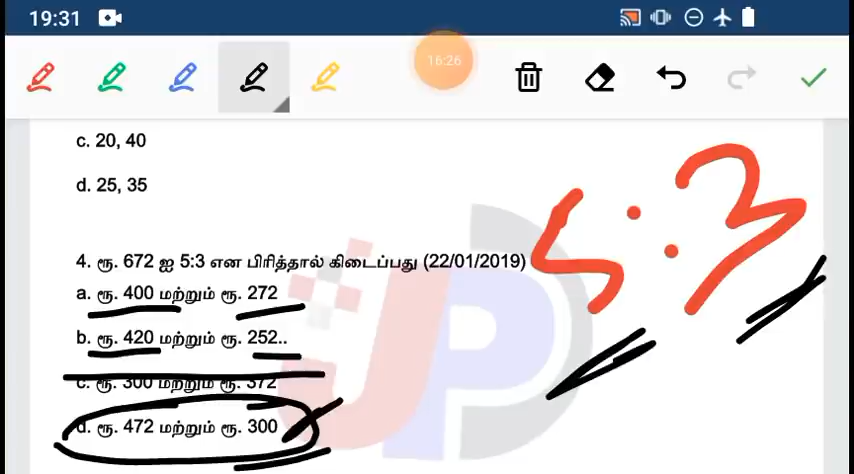 19:31
16:26
c. 20, 40
d. 25, 35
5:3
4. ரூ. 672 ஐ 5:3 என பிரித்தால் கிடைப்பது (22/01/2019)
a. ரூ. 400 மற்றும் ரூ. 272
b. ரூ. 420 மற்றும் ரூ. 252..
c. ரூ. 300 மற்றும் ரூ. 372
d. ரூ. 472 மற்றும் ரூ. 300
JP